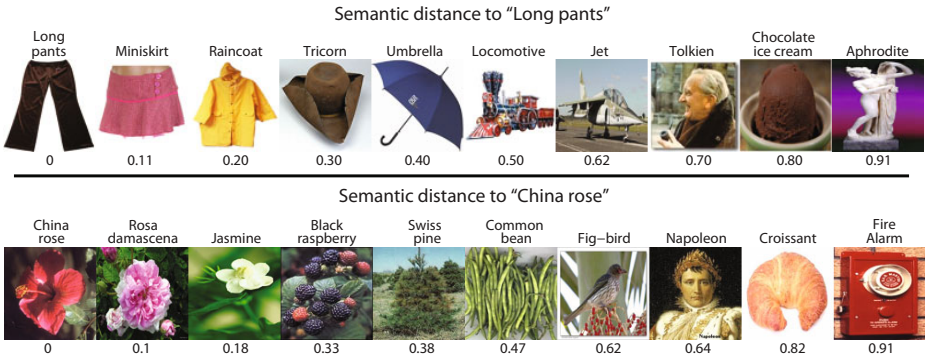 Semantic distance to “Long pants”
Long
pants
Miniskirt
Raincoat
Tricorn
Umbrella
Locomotive
Jet
Tolkien
Chocolate
ice cream
Aphrodite
0 0.11 0.20 0.30 0.40 0.50 0.62 0.70 0.80 0.91
Semantic distance to “China rose”
China
rose
Rosa
damascena
Jasmine
Black
raspberry
Swiss
pine
Common
bean
Fig−bird
Napoleon
Croissant
Fire
Alarm
Napoleon
0 0.1 0.18 0.33 0.38 0.47 0.62 0.64 0.82 0.91